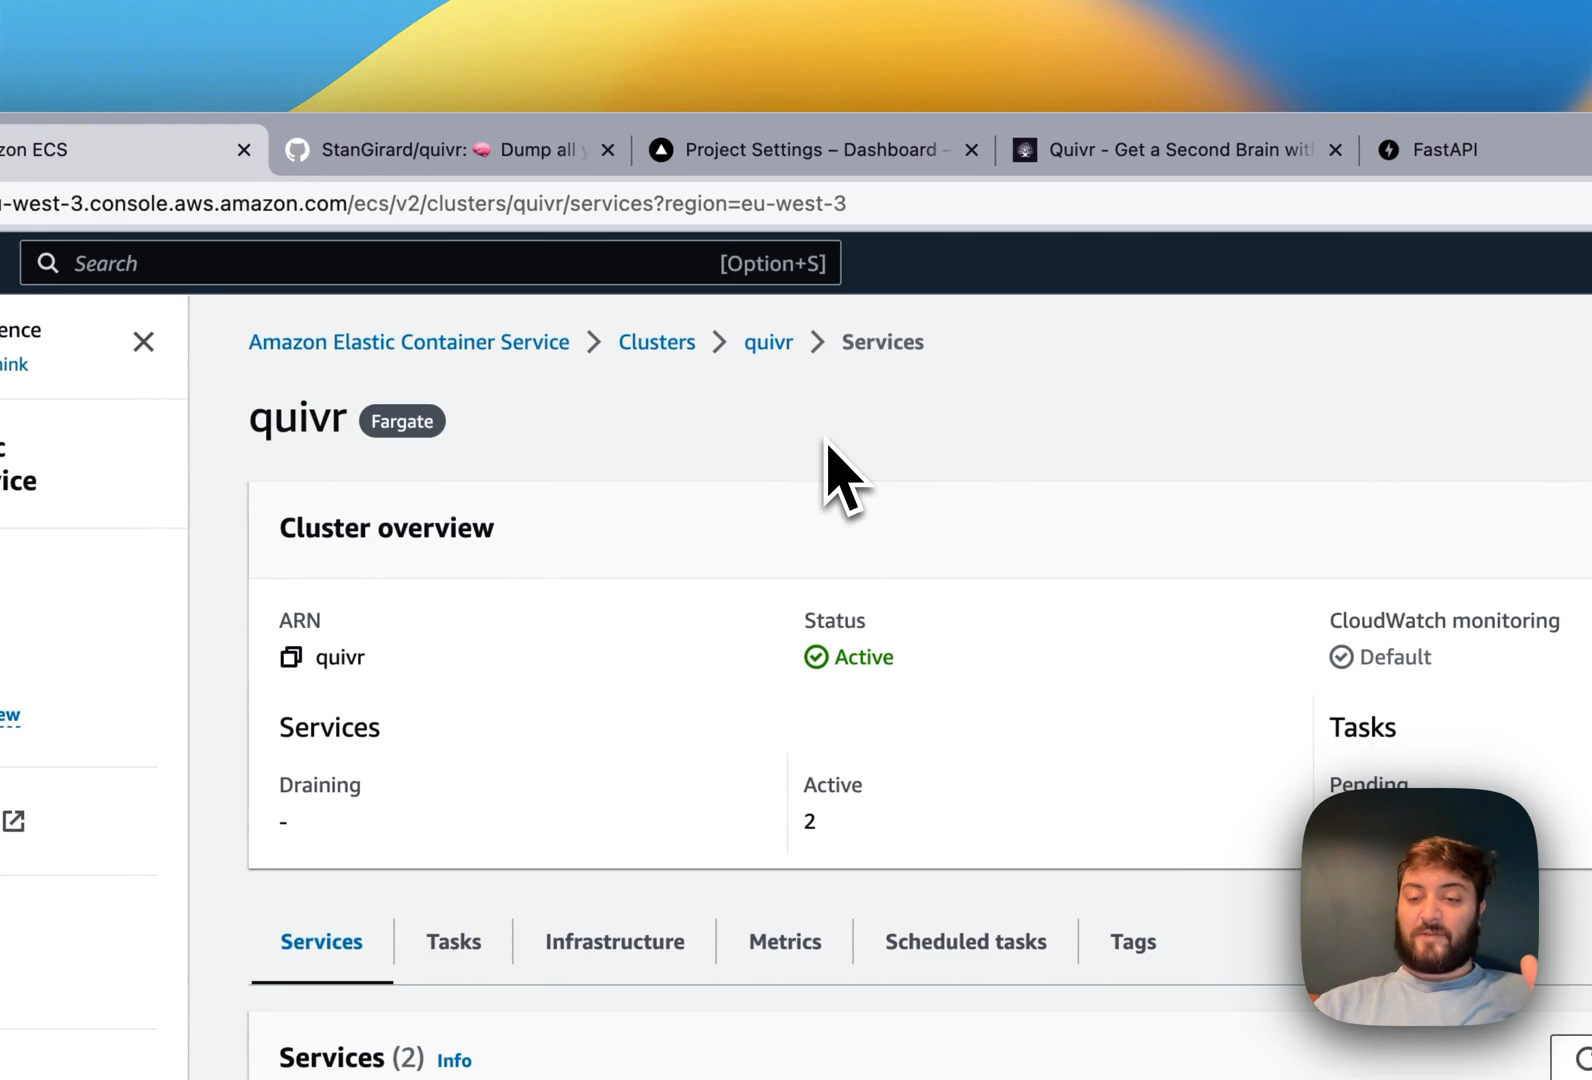 zon ECS
StanGirard/quivr: 🧠 Dump all y
Project Settings – Dashboard –
Quivr - Get a Second Brain wit
FastAPI
-west-3.console.aws.amazon.com/ecs/v2/clusters/quivr/services?region=eu-west-3
Search [Option+S]
ence
ink
Amazon Elastic Container Service > Clusters > quivr > Services
quivr Fargate
ice
Cluster overview
ARN
quivr
Status
Active
CloudWatch monitoring
Default
ew
Services
Draining
-
Active
2
Tasks
Pending
Services
Tasks
Infrastructure
Metrics
Scheduled tasks
Tags
Services (2) Info